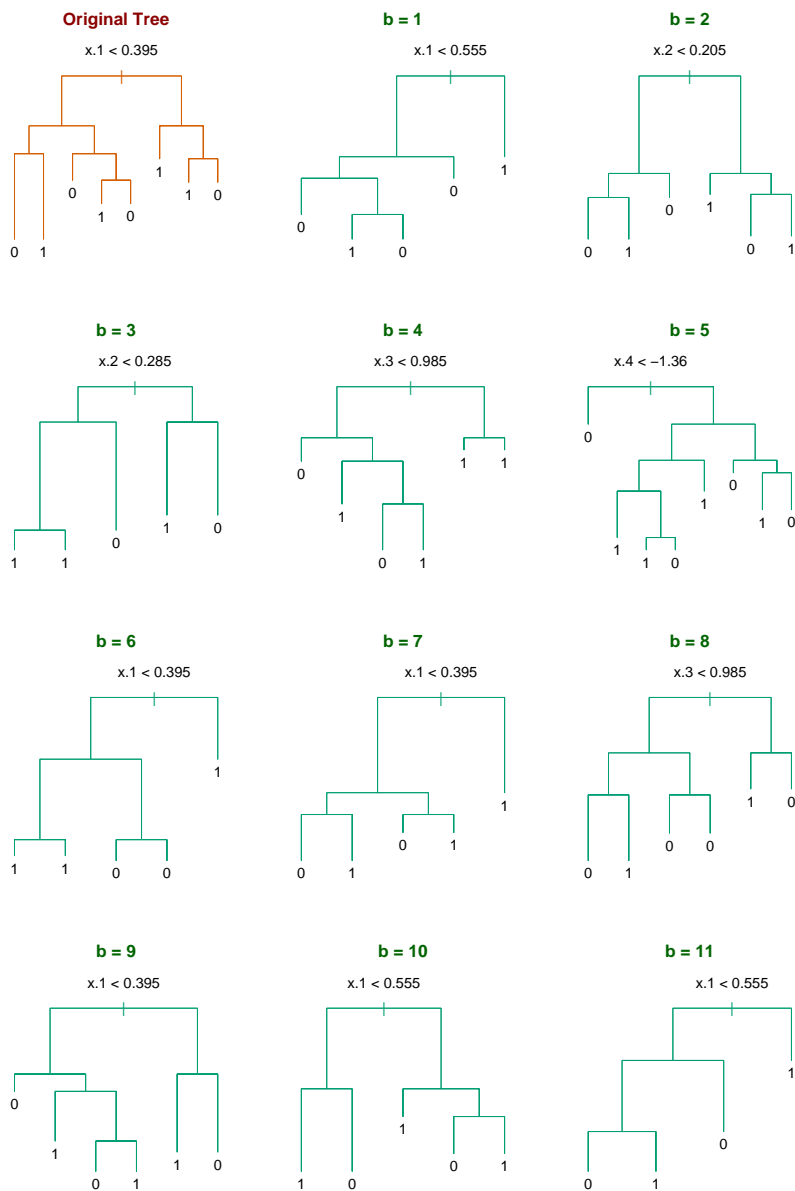 Original Tree
x.1 < 0.395
1
0
1 0
1 0
0 1
b = 1
x.1 < 0.555
1
0
0
1 0
b = 2
x.2 < 0.205
1
0
0 1
0 1
b = 3
x.2 < 0.285
1 0
0
1 1
b = 4
x.3 < 0.985
1 1
0
1
0 1
b = 5
x.4 < −1.36
0
0
1
1 0
1 1 0
b = 6
x.1 < 0.395
1
1 1 0 0
b = 7
x.1 < 0.395
1
0 1
0 1
b = 8
x.3 < 0.985
1 0
0 0
0 1
b = 9
x.1 < 0.395
0
1
1 0
0 1
b = 10
x.1 < 0.555
1
0 1
1 0
b = 11
x.1 < 0.555
1
0
0 1